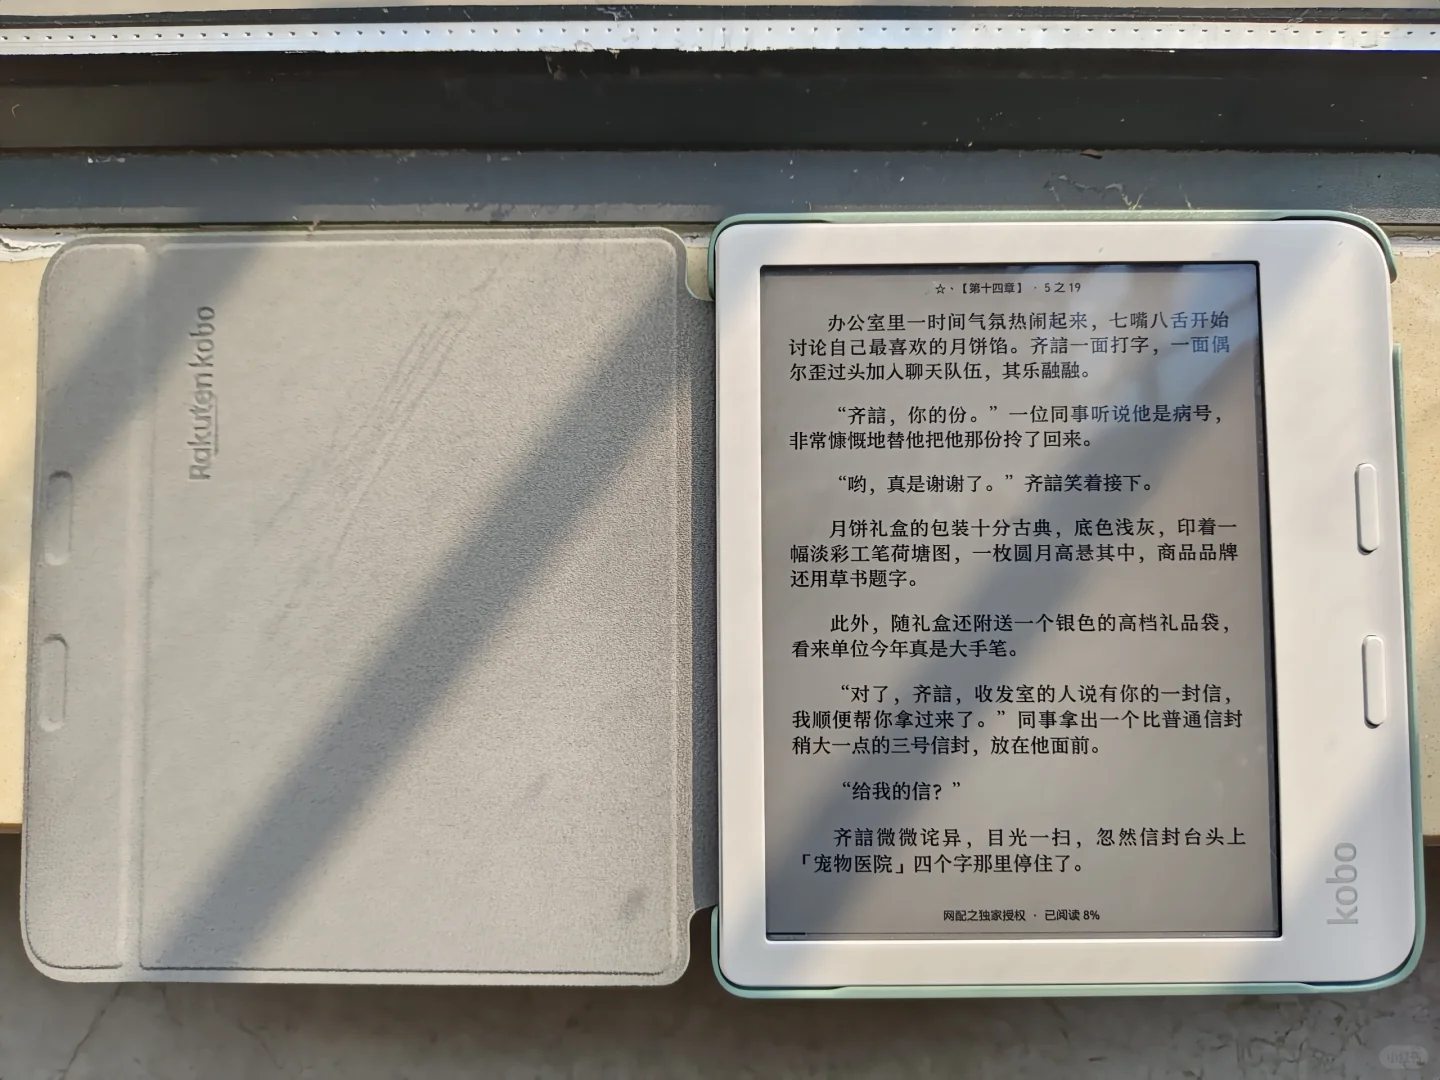 Rakuten kobo
☆、【第十四章】 · 5 之 19
办公室里一时间气氛热闹起来，七嘴八舌开始
讨论自己最喜欢的月饼馅。齐諳一面打字，一面偶
尔歪过头加入聊天队伍，其乐融融。
“齐諳，你的份。”一位同事听说他是病号，
非常慷慨地替他把他那份拎了回来。
“哟，真是谢谢了。”齐諳笑着接下。
月饼礼盒的包装十分古典，底色浅灰，印着一
幅淡彩工笔荷塘图，一枚圆月高悬其中，商品品牌
还用草书题字。
此外，随礼盒还附送一个银色的高档礼品袋，
看来单位今年真是大手笔。
“对了，齐諳，收发室的人说有你的一封信，
我顺便帮你拿过来了。”同事拿出一个比普通信封
稍大一点的三号信封，放在他面前。
“给我的信？”
齐諳微微诧异，目光一扫，忽然信封台头上
「宠物医院」四个字那里停住了。
网配之独家授权 · 已阅读 8%
kobo
小红书